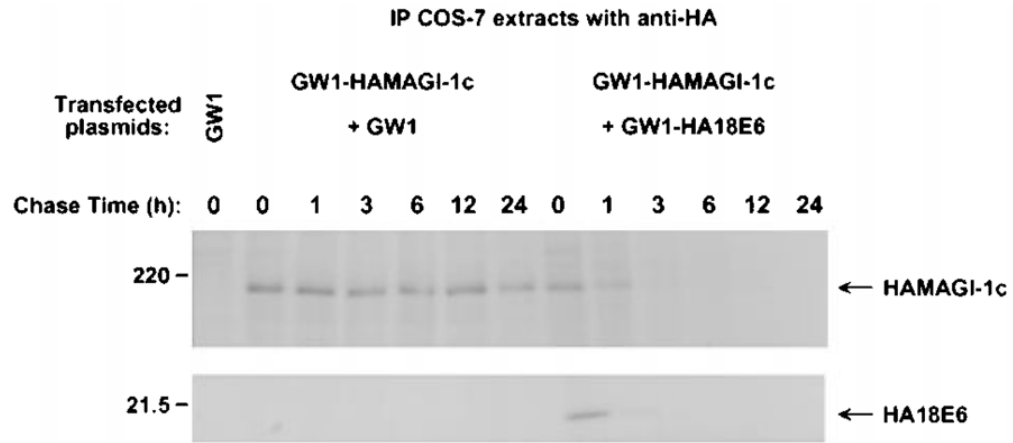 IP COS-7 extracts with anti-HA
GW1-HAMAGI-1c GW1-HAMAGI-1c
Transfected plasmids: GW1 + GW1 + GW1-HA18E6
Chase Time (h): 0 0 1 3 6 12 24 0 1 3 6 12 24
220 – ← HAMAGI-1c
21.5 – ← HA18E6